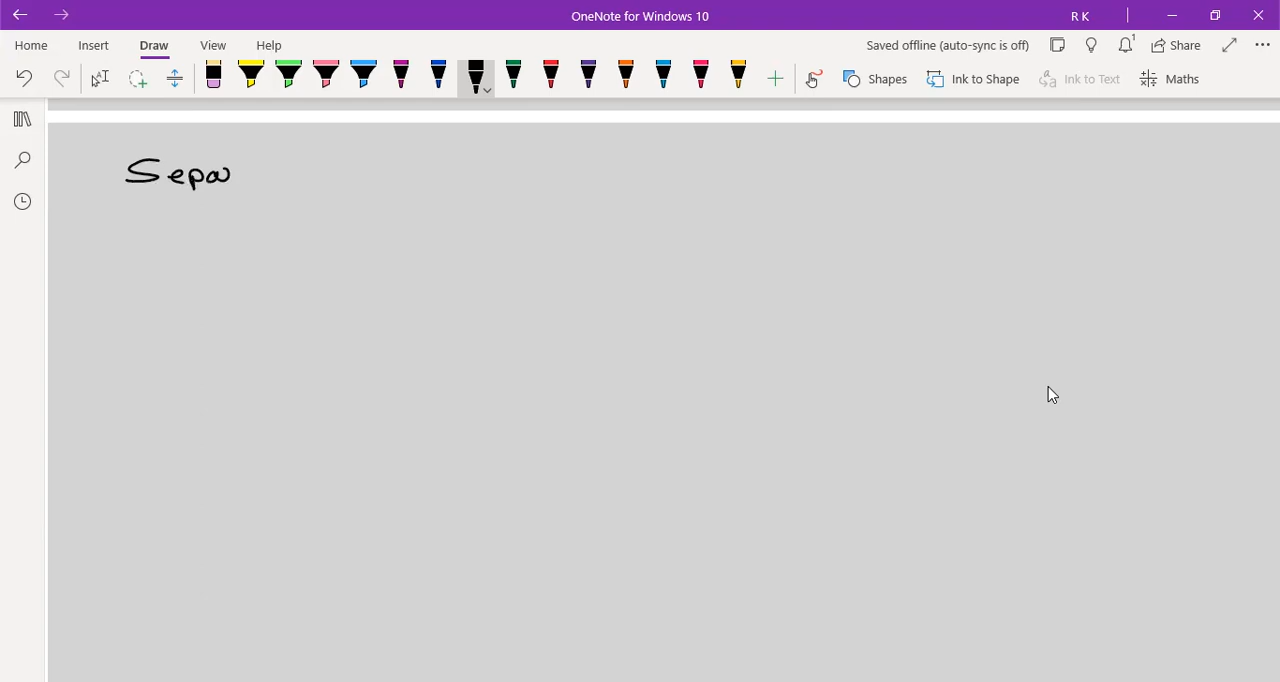 OneNote for Windows 10
R K
Home Insert Draw View Help
Saved offline (auto-sync is off)
1
Share
Shapes
Ink to Shape
Ink to Text
Maths
Sepa